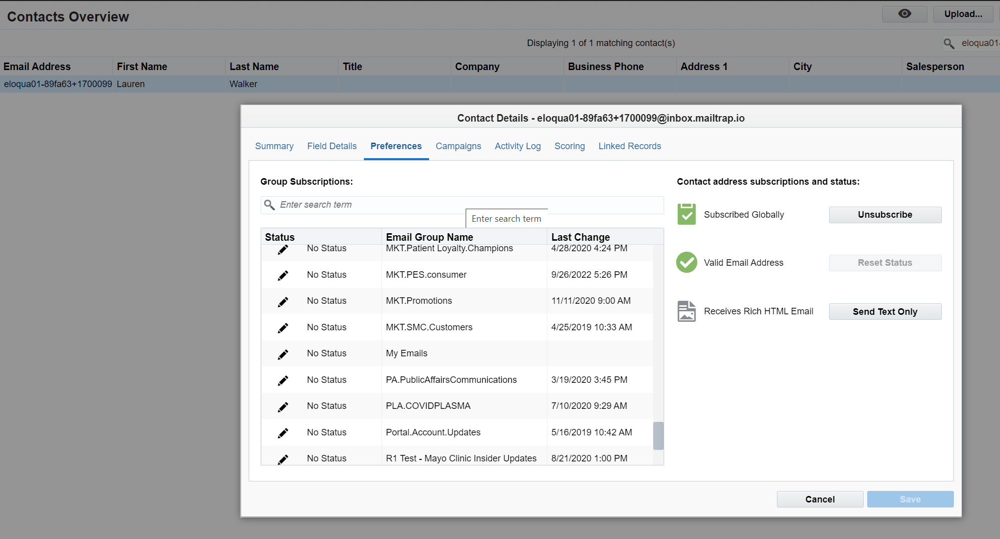 Contacts Overview
Upload...
Displaying 1 of 1 matching contact(s)
eloqua01-
Email Address First Name Last Name Title Company Business Phone Address 1 City Salesperson
eloqua01-89fa63+1700099 Lauren Walker
Contact Details - eloqua01-89fa63+1700099@inbox.mailtrap.io
Summary Field Details Preferences Campaigns Activity Log Scoring Linked Records
Group Subscriptions:
Enter search term
Enter search term
Status Email Group Name Last Change
No Status MKT.Patient Loyalty.Champions 4/28/2020 4:24 PM
No Status MKT.PES.consumer 9/26/2022 5:26 PM
No Status MKT.Promotions 11/11/2020 9:00 AM
No Status MKT.SMC.Customers 4/25/2019 10:33 AM
No Status My Emails
No Status PA.PublicAffairsCommunications 3/19/2020 3:45 PM
No Status PLA.COVIDPLASMA 7/10/2020 9:29 AM
No Status Portal.Account.Updates 5/16/2019 10:42 AM
No Status R1 Test - Mayo Clinic Insider Updates 8/21/2020 1:00 PM
Contact address subscriptions and status:
Subscribed Globally Unsubscribe
Valid Email Address Reset Status
Receives Rich HTML Email Send Text Only
Cancel Save